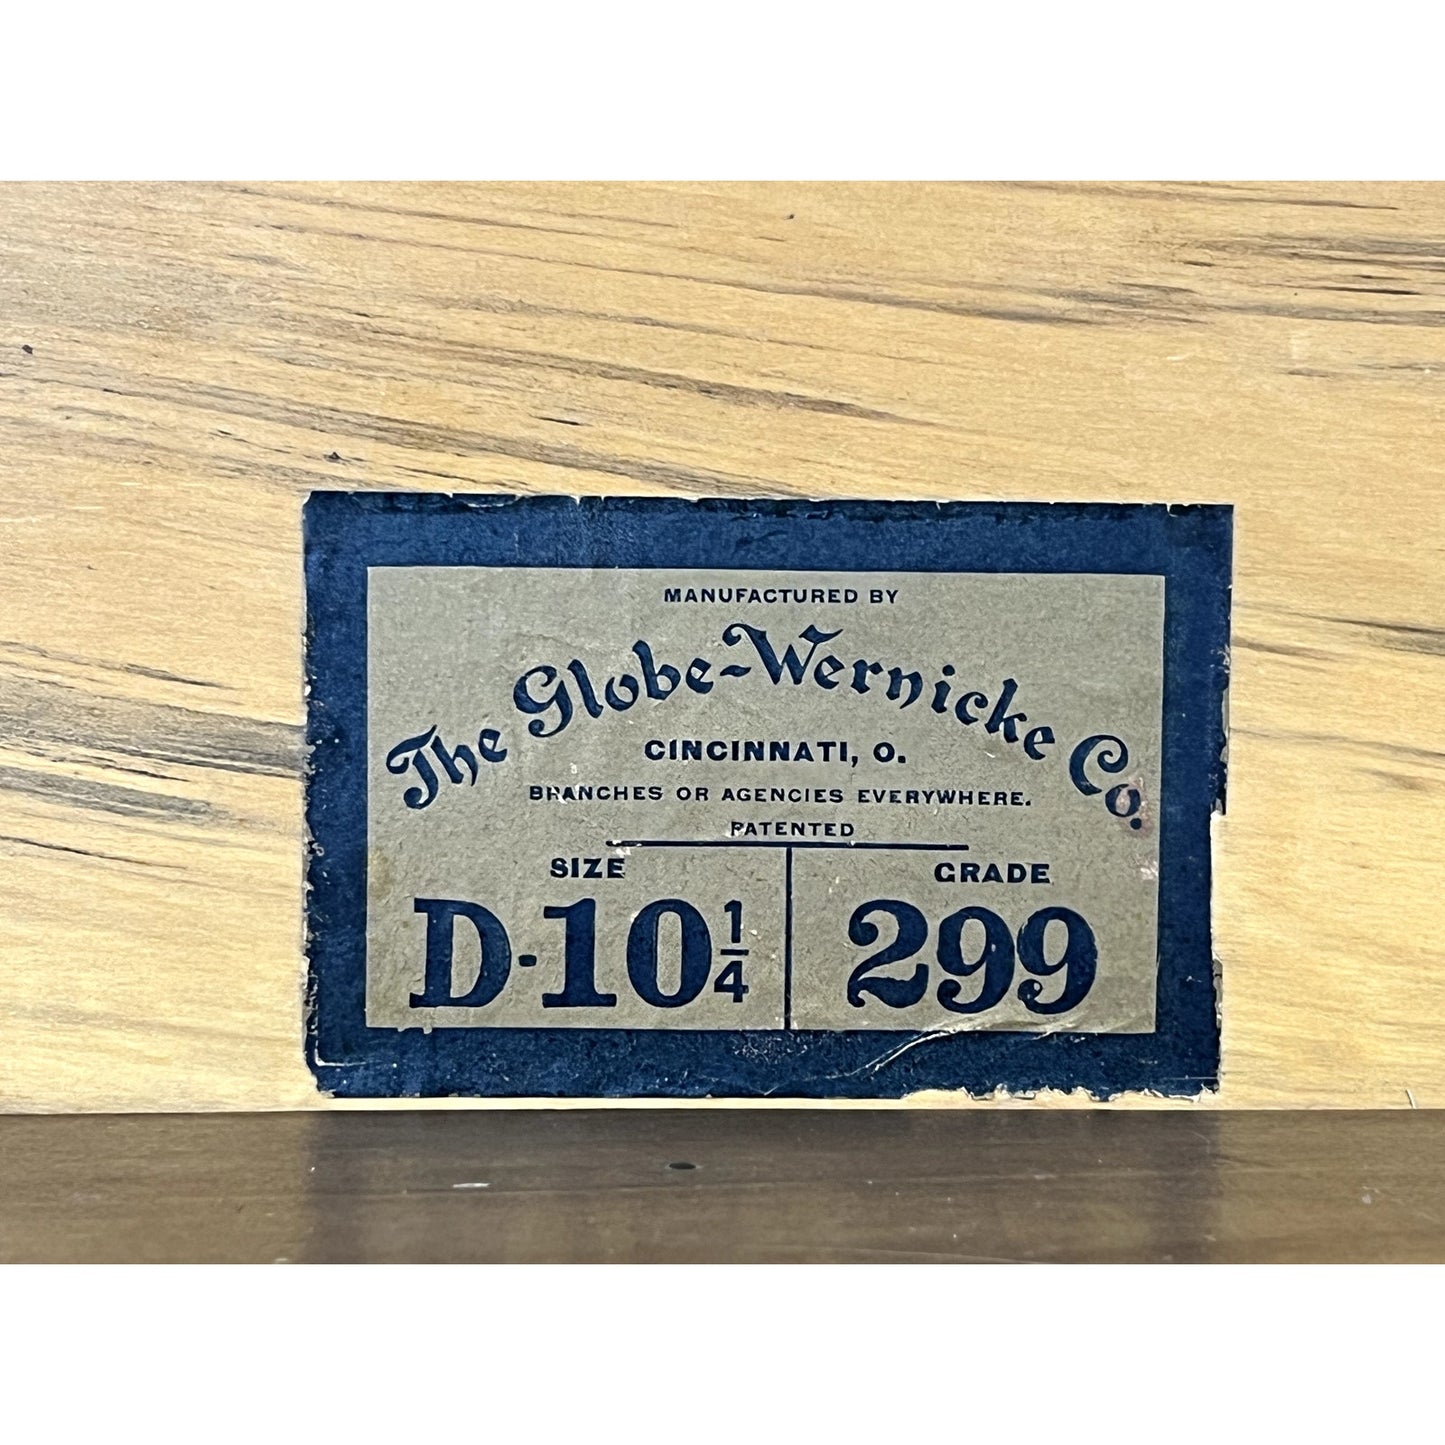 MANUFACTURED BY
The Globe-Wernicke Co.
CINCINNATI, O.
BRANCHES OR AGENCIES EVERYWHERE.
PATENTED
SIZE GRADE
D-10 1/4 299